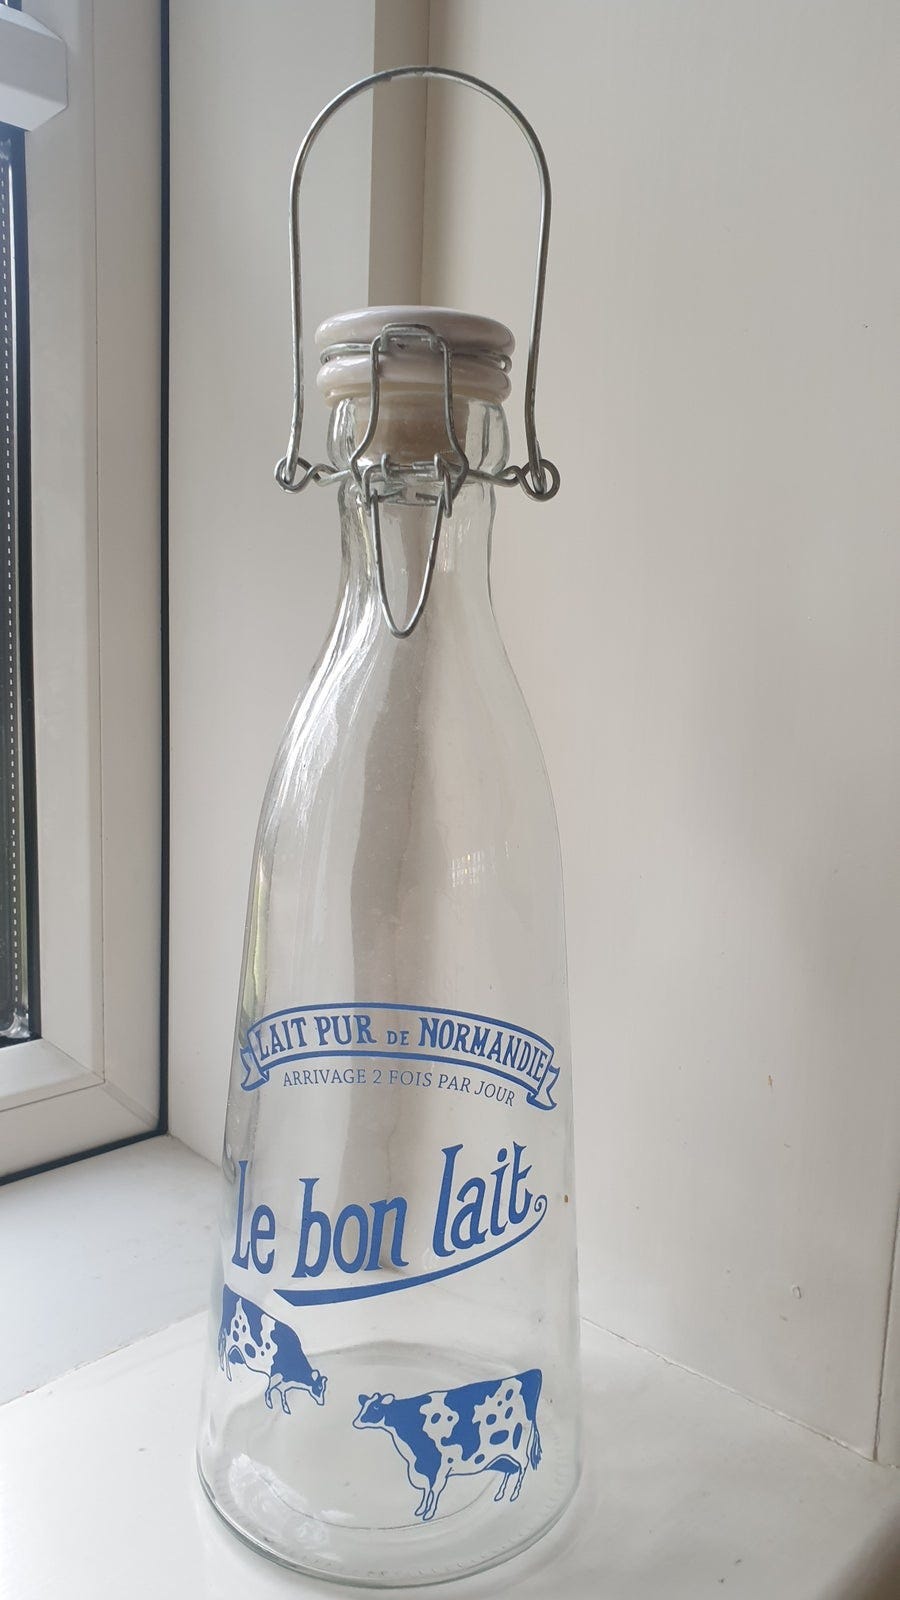 LAIT PUR DE NORMANDIE
ARRIVAGE 2 FOIS PAR JOUR
Le bon lait